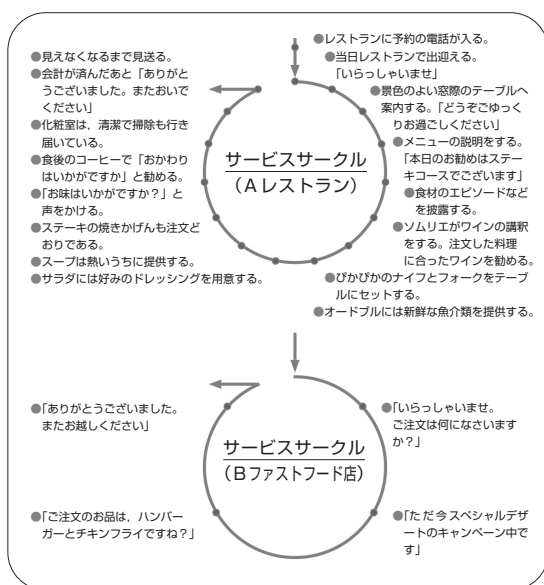 ●レストランに予約の電話が入る。
●当日レストランで出迎える。
「いらっしゃいませ」
●景色のよい窓際のテーブルへ
案内する。「どうぞごゆっく
りお過ごしください」
●メニューの説明をする。
「本日のお勧めはステー
キコースでございます」
●食材のエピソードなど
を披露する。
●ソムリエがワインの講釈
をする。注文した料理
に合ったワインを勧める。
●ぴかぴかのナイフとフォークをテーブ
ルにセットする。
●オードブルには新鮮な魚介類を提供する。
●見えなくなるまで見送る。
●会計が済んだあと「ありがと
うございました。またおいで
ください」
●化粧室は，清潔で掃除も行き
届いている。
●食後のコーヒーで「おかわり
はいかがですか」と勧める。
●「お味はいかがですか？」と
声をかける。
●ステーキの焼きかげんも注文ど
おりである。
●スープは熱いうちに提供する。
●サラダには好みのドレッシングを用意する。
サービスサークル
（Aレストラン）
●「いらっしゃいませ。
ご注文は何になさいます
か？」
●「ただ今スペシャルデザ
ートのキャンペーン中で
す」
●「ご注文のお品は，ハンバー
ガーとチキンフライですね？」
●「ありがとうございました。
またお越しください」
サービスサークル
（Bファストフード店）